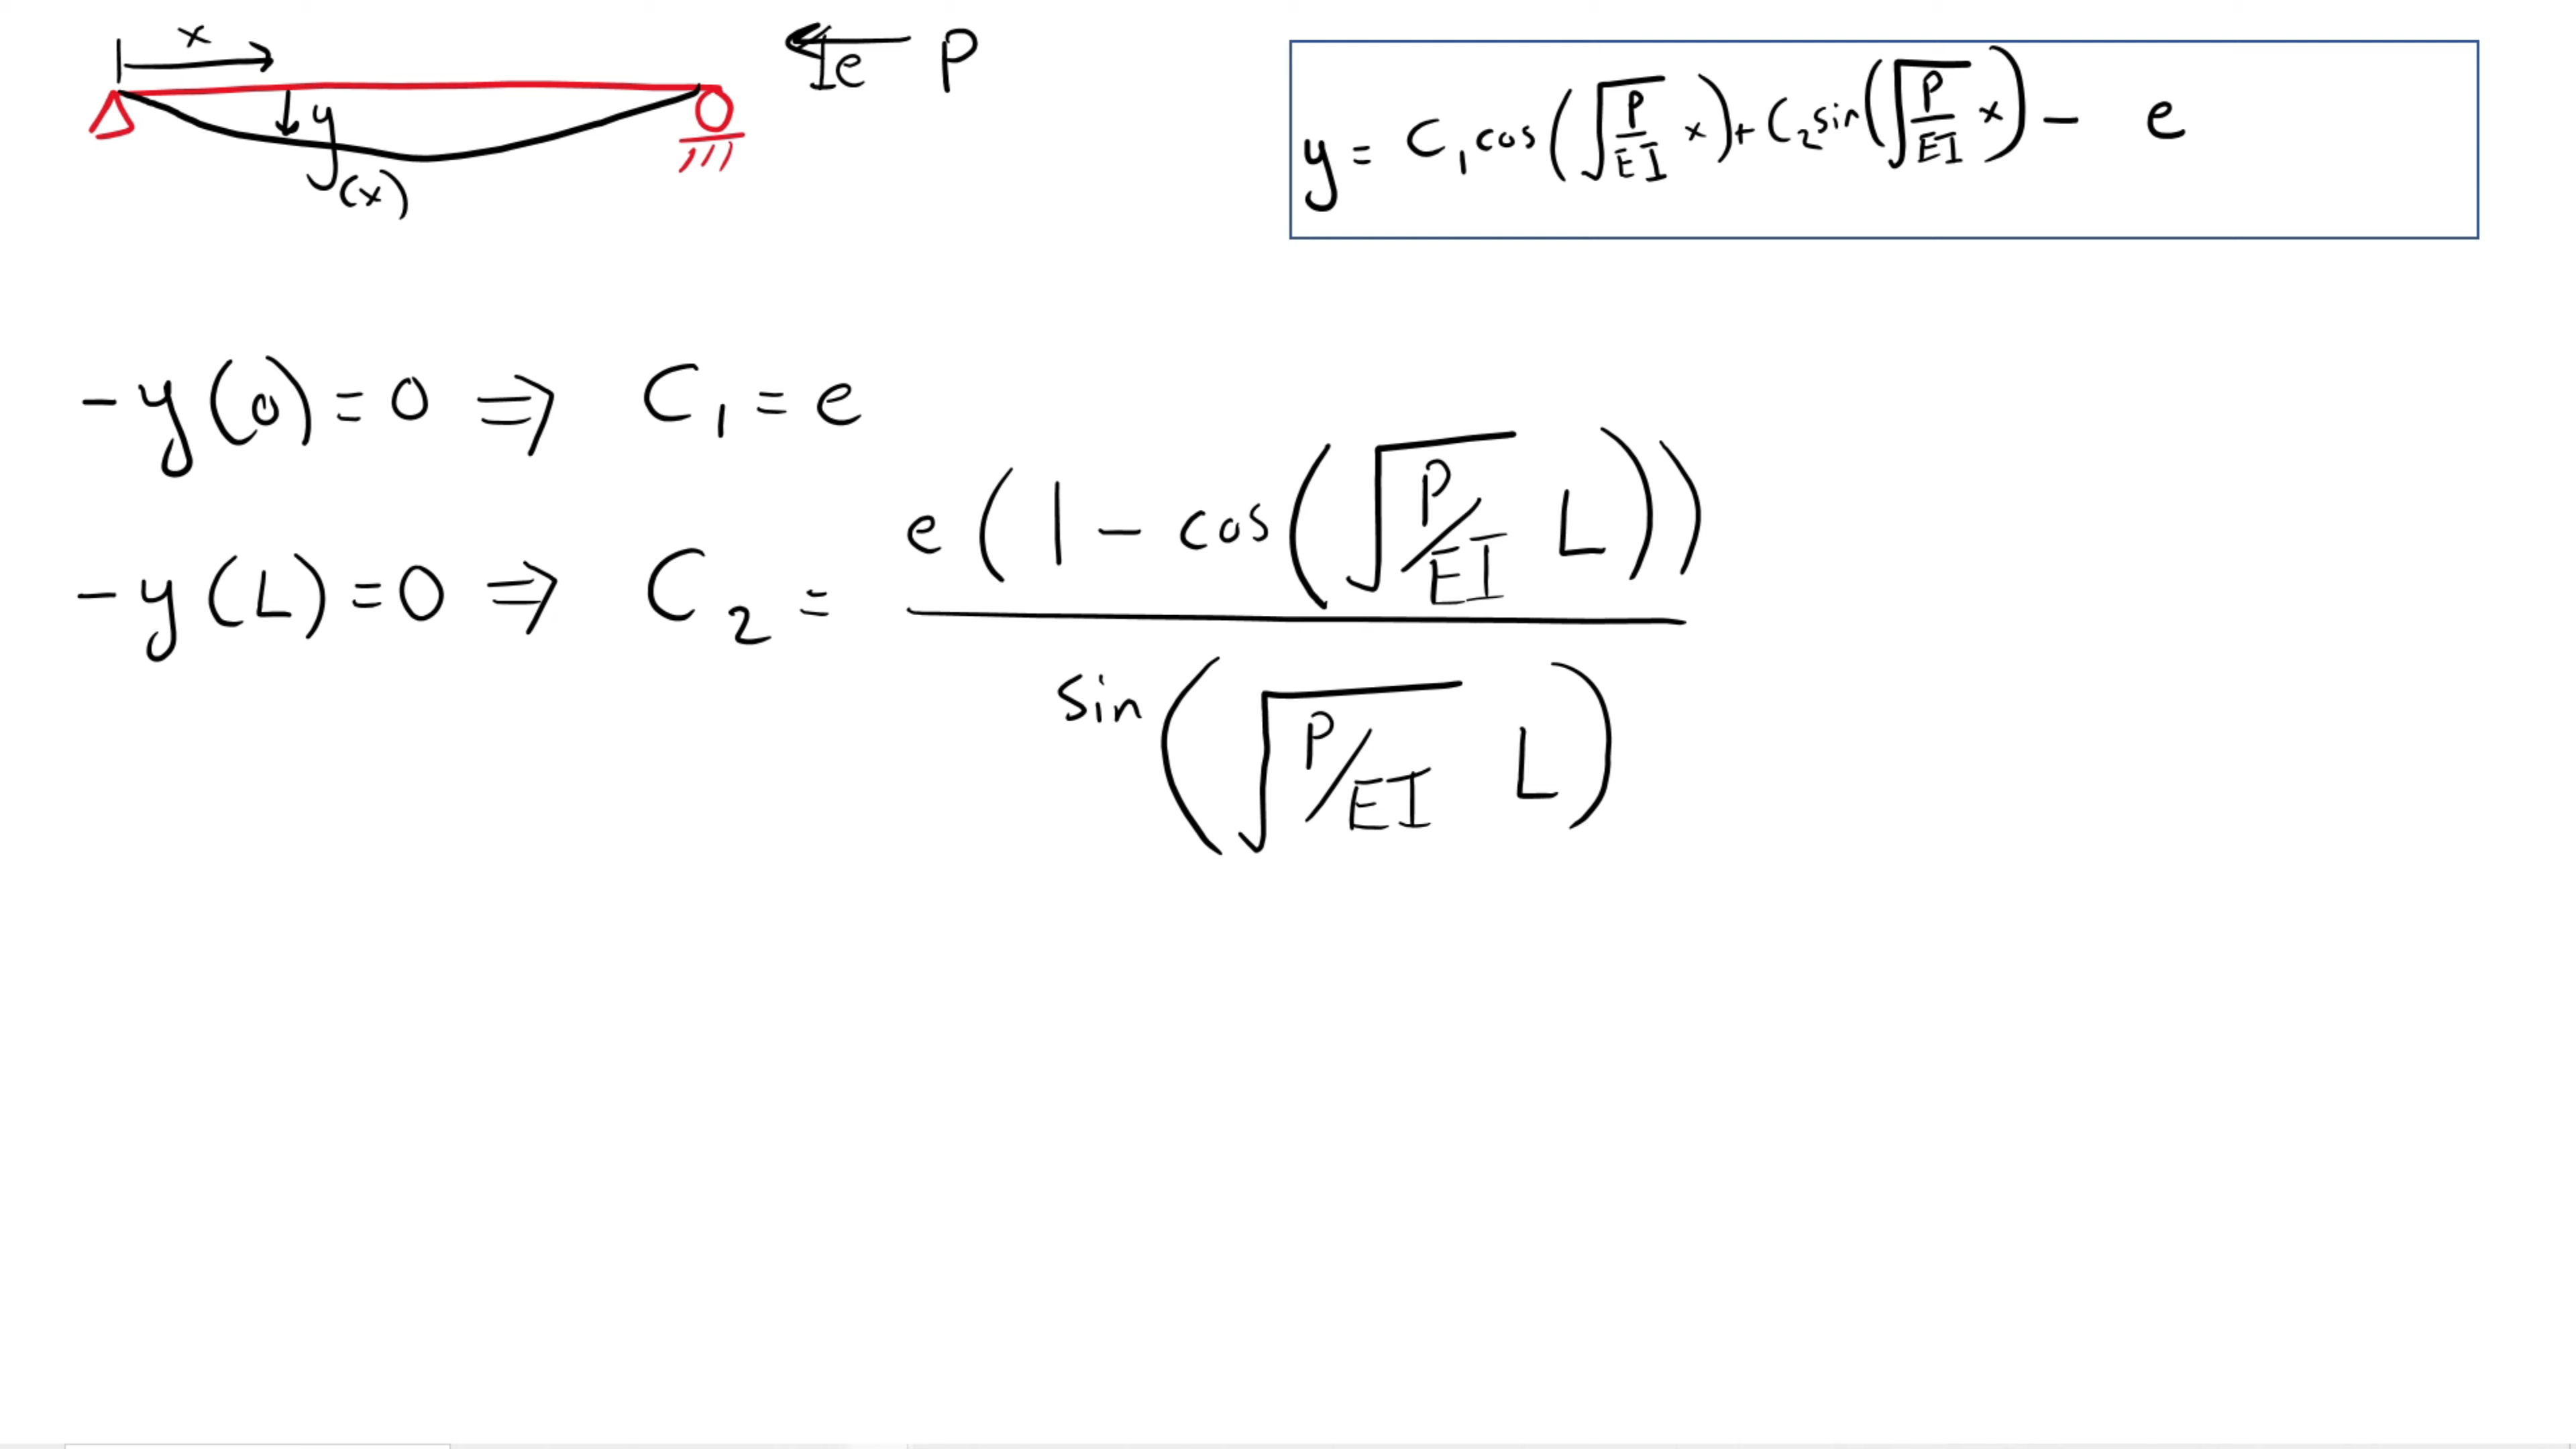 x
e P
y(x)
y = C₁cos(√(P/EI) x) + C₂sin(√(P/EI) x) - e
- y(0) = 0 ⇒ C₁ = e
- y(L) = 0 ⇒ C₂ = e(1 - cos(√(P/EI) L)) / sin(√(P/EI) L)